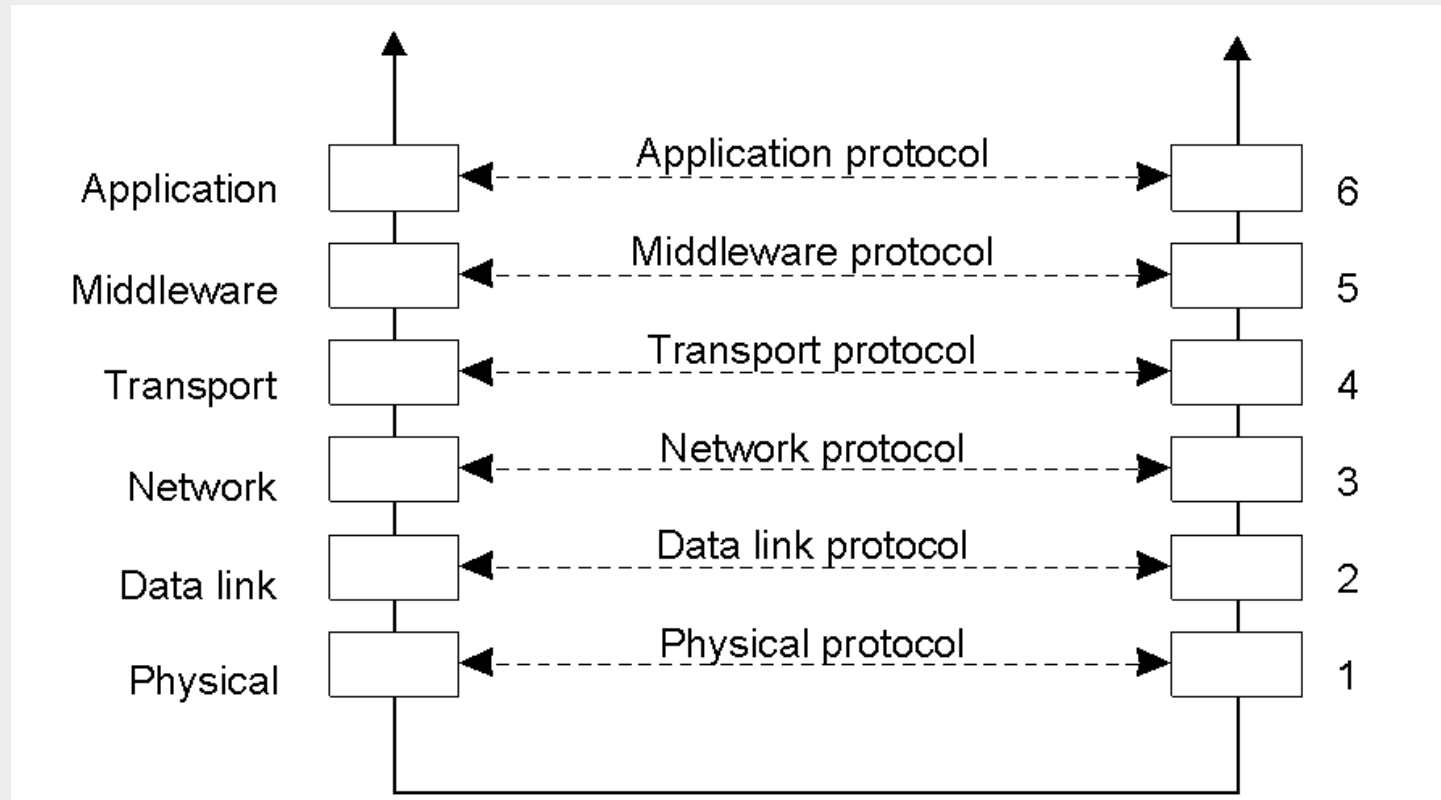 Application protocol
Application 6
Middleware protocol
Middleware 5
Transport protocol
Transport 4
Network protocol
Network 3
Data link protocol
Data link 2
Physical protocol
Physical 1